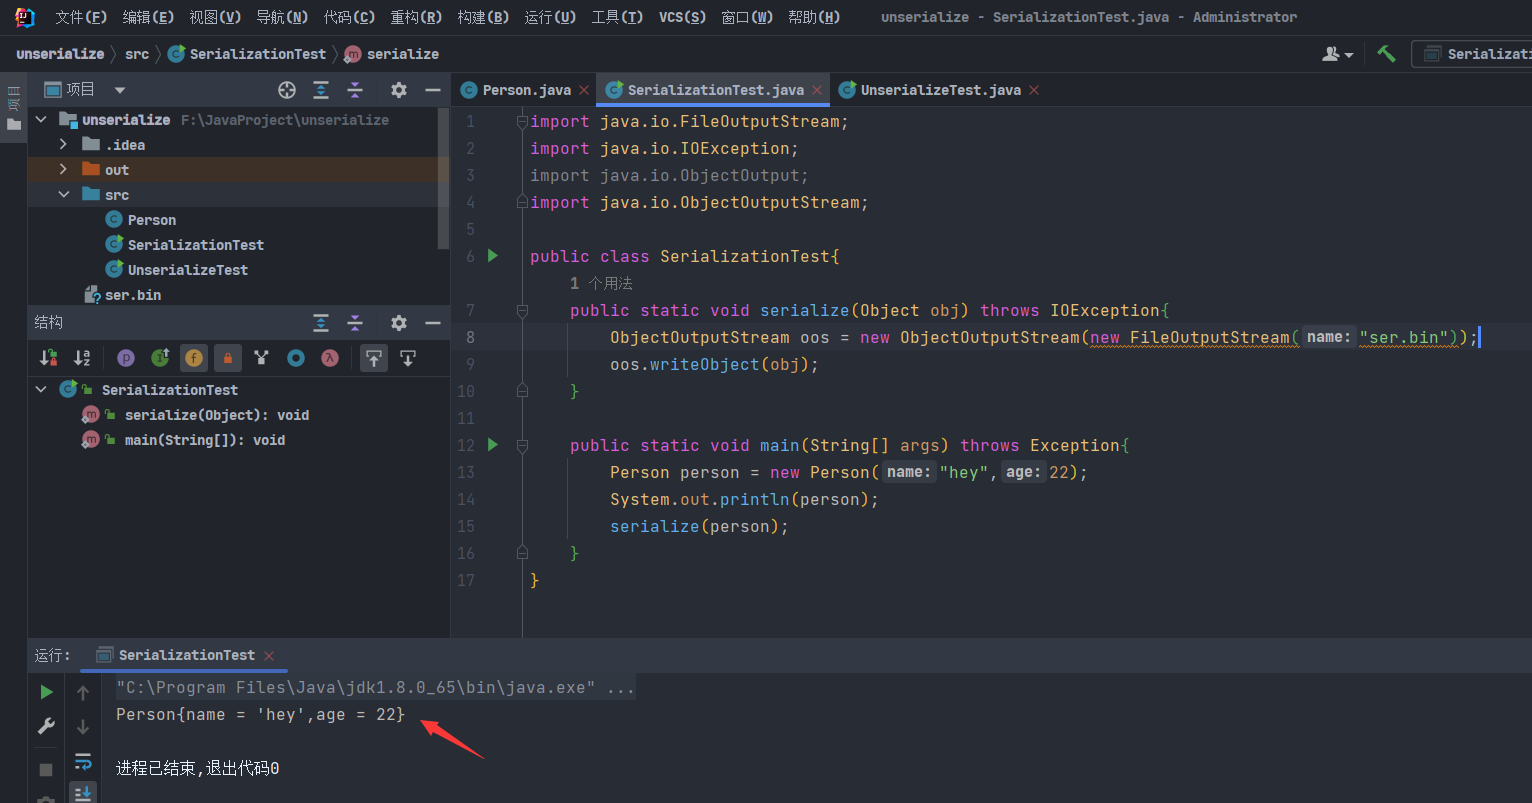 文件(F) 编辑(E) 视图(V) 导航(N) 代码(C) 重构(R) 构建(B) 运行(U) 工具(T) VCS(S) 窗口(W) 帮助(H) unserialize - SerializationTest.java - Administrator
unserialize src SerializationTest serialize
项目
项目
unserialize F:\JavaProject\unserialize
.idea
out
src
Person
SerializationTest
UnserializeTest
ser.bin
结构
SerializationTest
serialize(Object): void
main(String[]): void
Person.java SerializationTest.java UnserializeTest.java
1 import java.io.FileOutputStream;
2 import java.io.IOException;
3 import java.io.ObjectOutput;
4 import java.io.ObjectOutputStream;
5
6 public class SerializationTest{
1 个用法
7 public static void serialize(Object obj) throws IOException{
8 ObjectOutputStream oos = new ObjectOutputStream(new FileOutputStream( name: "ser.bin"));
9 oos.writeObject(obj);
10 }
11
12 public static void main(String[] args) throws Exception{
13 Person person = new Person( name: "hey", age: 22);
14 System.out.println(person);
15 serialize(person);
16 }
17 }
运行: SerializationTest
"C:\Program Files\Java\jdk1.8.0_65\bin\java.exe" ...
Person{name = 'hey',age = 22}
进程已结束,退出代码0